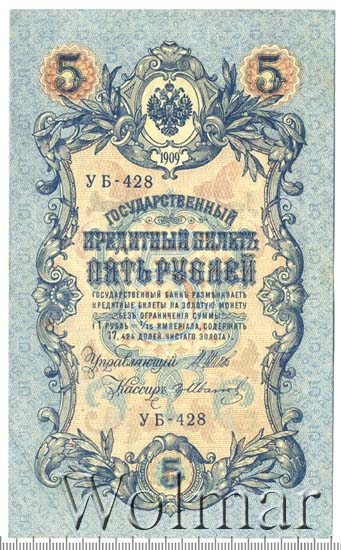 5 5
1909
УБ-428
ГОСУДАРСТВЕННЫЙ
КРЕДИТНЫЙ БИЛЕТЪ
ПЯТЬ РУБЛЕЙ
ГОСУДАРСТВЕННЫЙ БАНКЪ РАЗМѢНИВАЕТЪ
КРЕДИТНЫЕ БИЛЕТЫ НА ЗОЛОТУЮ МОНЕТУ
БЕЗЪ ОГРАНИЧЕНІЯ СУММЫ
(1 РУБЛЬ = 1/15 ИМПЕРІАЛА, СОДЕРЖИТЪ
17,424 ДОЛЕЙ ЧИСТАГО ЗОЛОТА).
Управляющій
Кассиръ
УБ-428
5
Wolmar